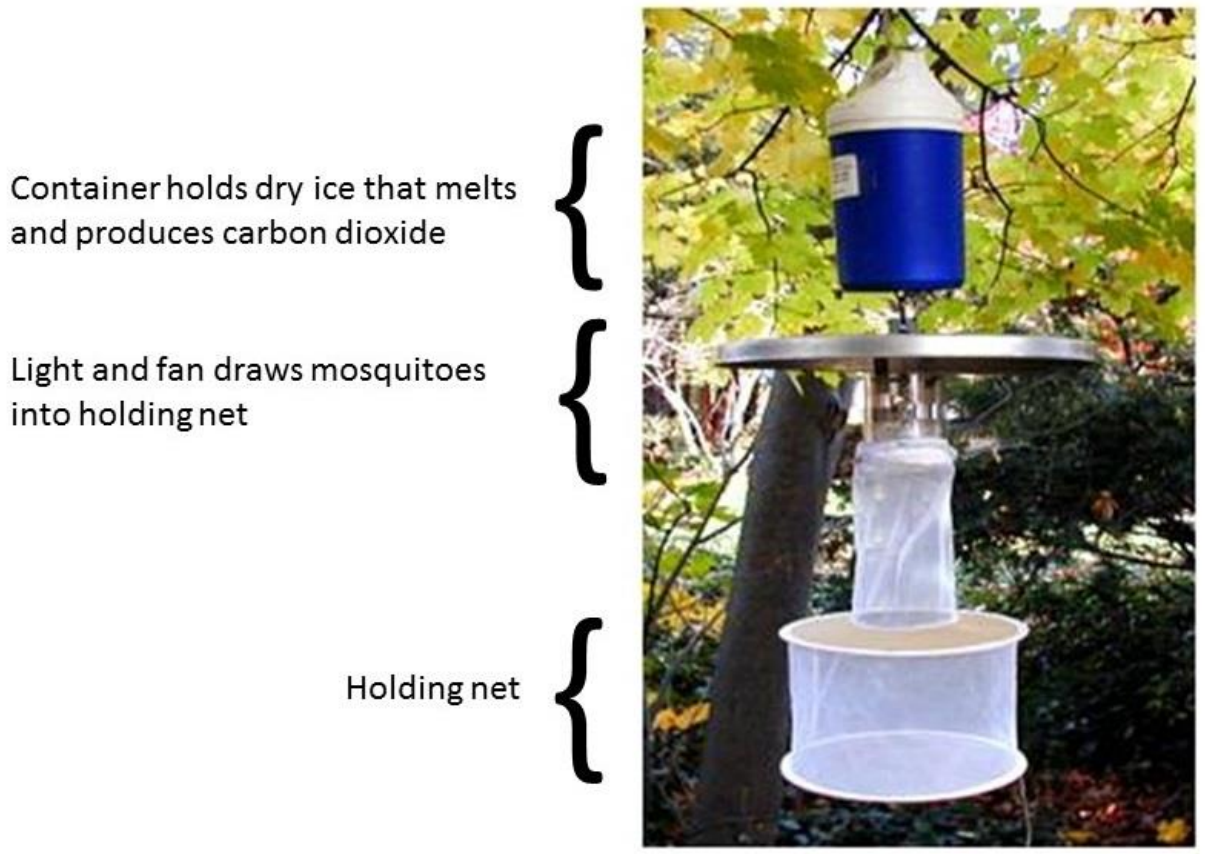 Container holds dry ice that melts
and produces carbon dioxide
Light and fan draws mosquitoes
into holding net
Holding net